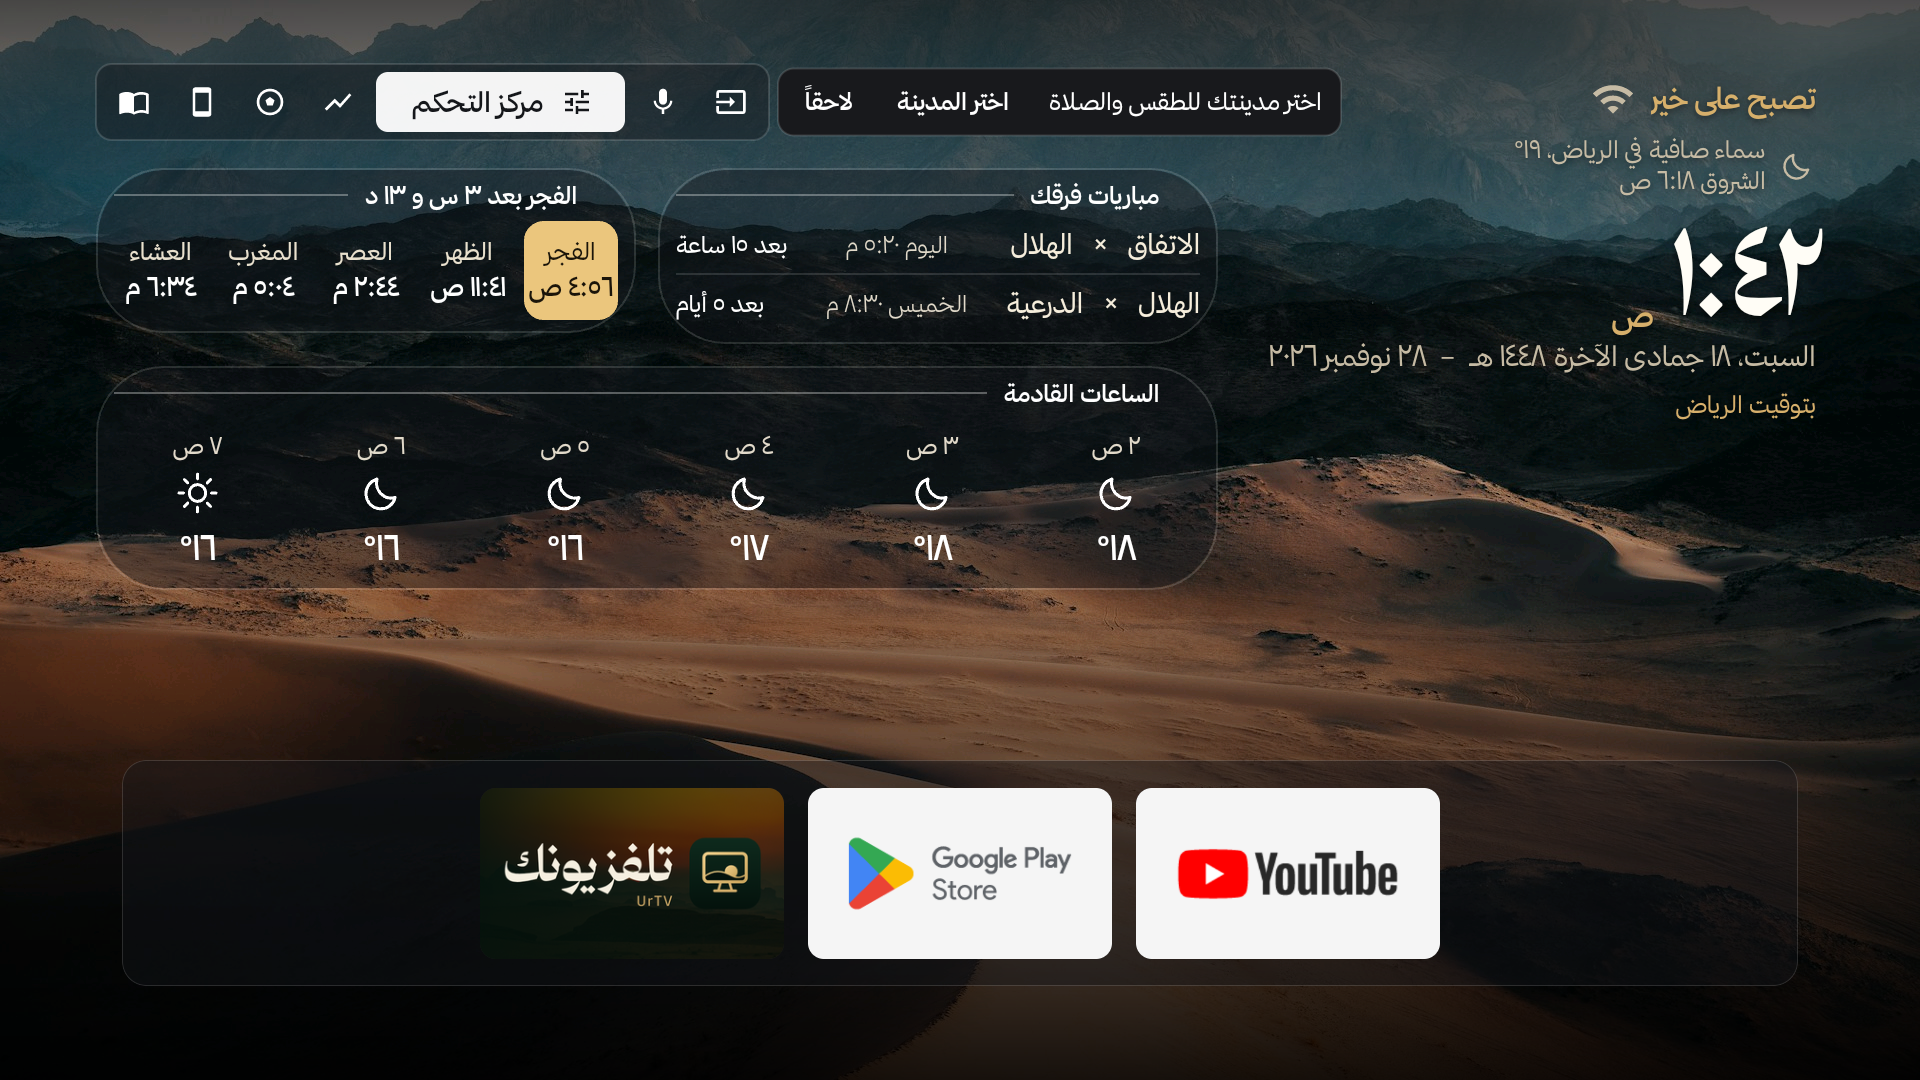 تصبح على خير
سماء صافية في الرياض، ١٩°
الشروق ٦:١٨ ص
١:٤٢ ص
السبت، ١٨ جمادى الآخرة ١٤٤٨ هـ – ٢٨ نوفمبر ٢٠٢٦
بتوقيت الرياض
اختر مدينتك للطقس والصلاة اختر المدينة لاحقاً
مركز التحكم
مباريات فرقك
الاتفاق × الهلال اليوم ٥:٢٠ م بعد ١٥ ساعة
الهلال × الدرعية الخميس ٨:٣٠ م بعد ٥ أيام
الفجر بعد ٣ س و ١٣ د
الفجر الظهر العصر المغرب العشاء
٤:٥٦ ص ١١:٤١ ص ٢:٤٤ م ٥:٠٤ م ٦:٣٤ م
الساعات القادمة
٢ ص ٣ ص ٤ ص ٥ ص ٦ ص ٧ ص
١٨° ١٨° ١٧° ١٦° ١٦° ١٦°
YouTube
Google Play
Store
تلفزيونك
UrTV